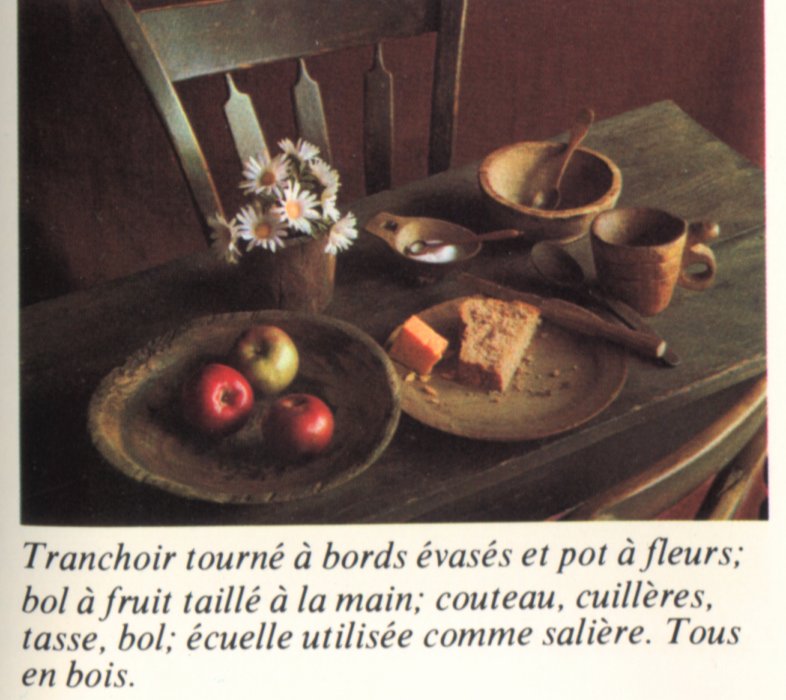 Tranchoir tourné à bords évasés et pot à fleurs;
bol à fruit taillé à la main; couteau, cuillères,
tasse, bol; écuelle utilisée comme salière. Tous
en bois.